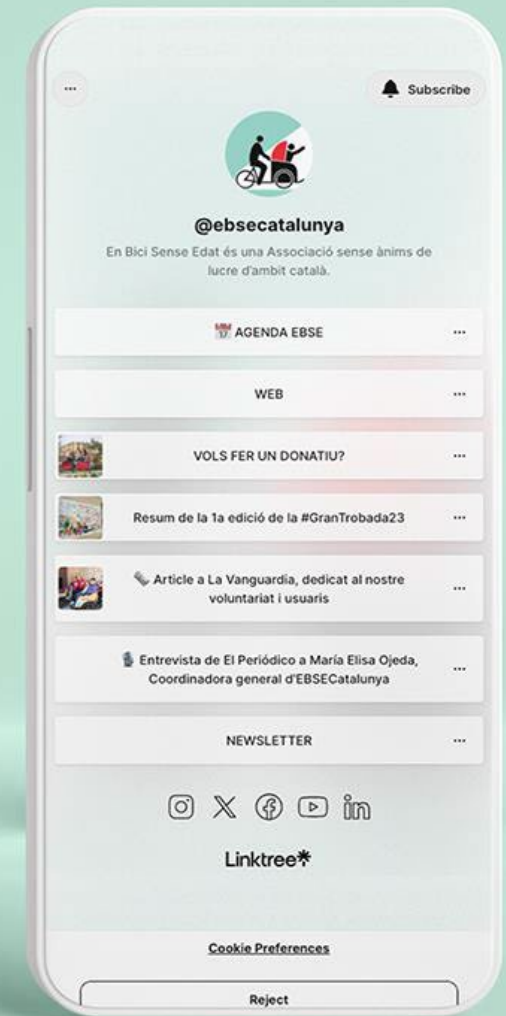 Subscribe
@ebsecatalunya
En Bici Sense Edat és una Associació sense ànims de
lucre d'ambit català.
17 AGENDA EBSE
WEB
VOLS FER UN DONATIU?
Resum de la 1a edició de la #GranTrobada23
Article a La Vanguardia, dedicat al nostre
voluntariat i usuaris
Entrevista de El Periódico a María Elisa Ojeda,
Coordinadora general d'EBSECatalunya
NEWSLETTER
Linktree
Cookie Preferences
Reject